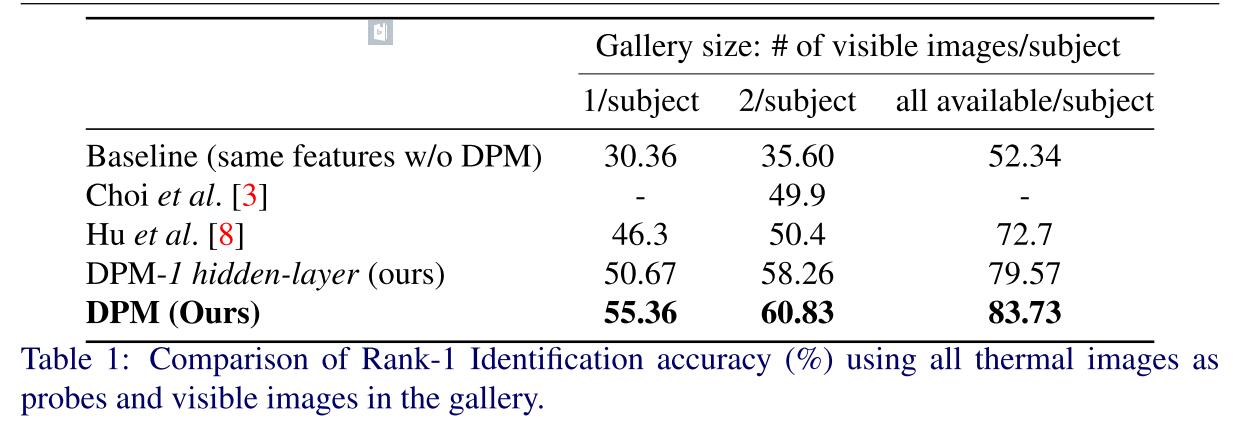 Gallery size: # of visible images/subject
1/subject 2/subject all available/subject
Baseline (same features w/o DPM) 30.36 35.60 52.34
Choi et al. [3] - 49.9 -
Hu et al. [8] 46.3 50.4 72.7
DPM-1 hidden-layer (ours) 50.67 58.26 79.57
DPM (Ours) 55.36 60.83 83.73
Table 1: Comparison of Rank-1 Identification accuracy (%) using all thermal images as
probes and visible images in the gallery.